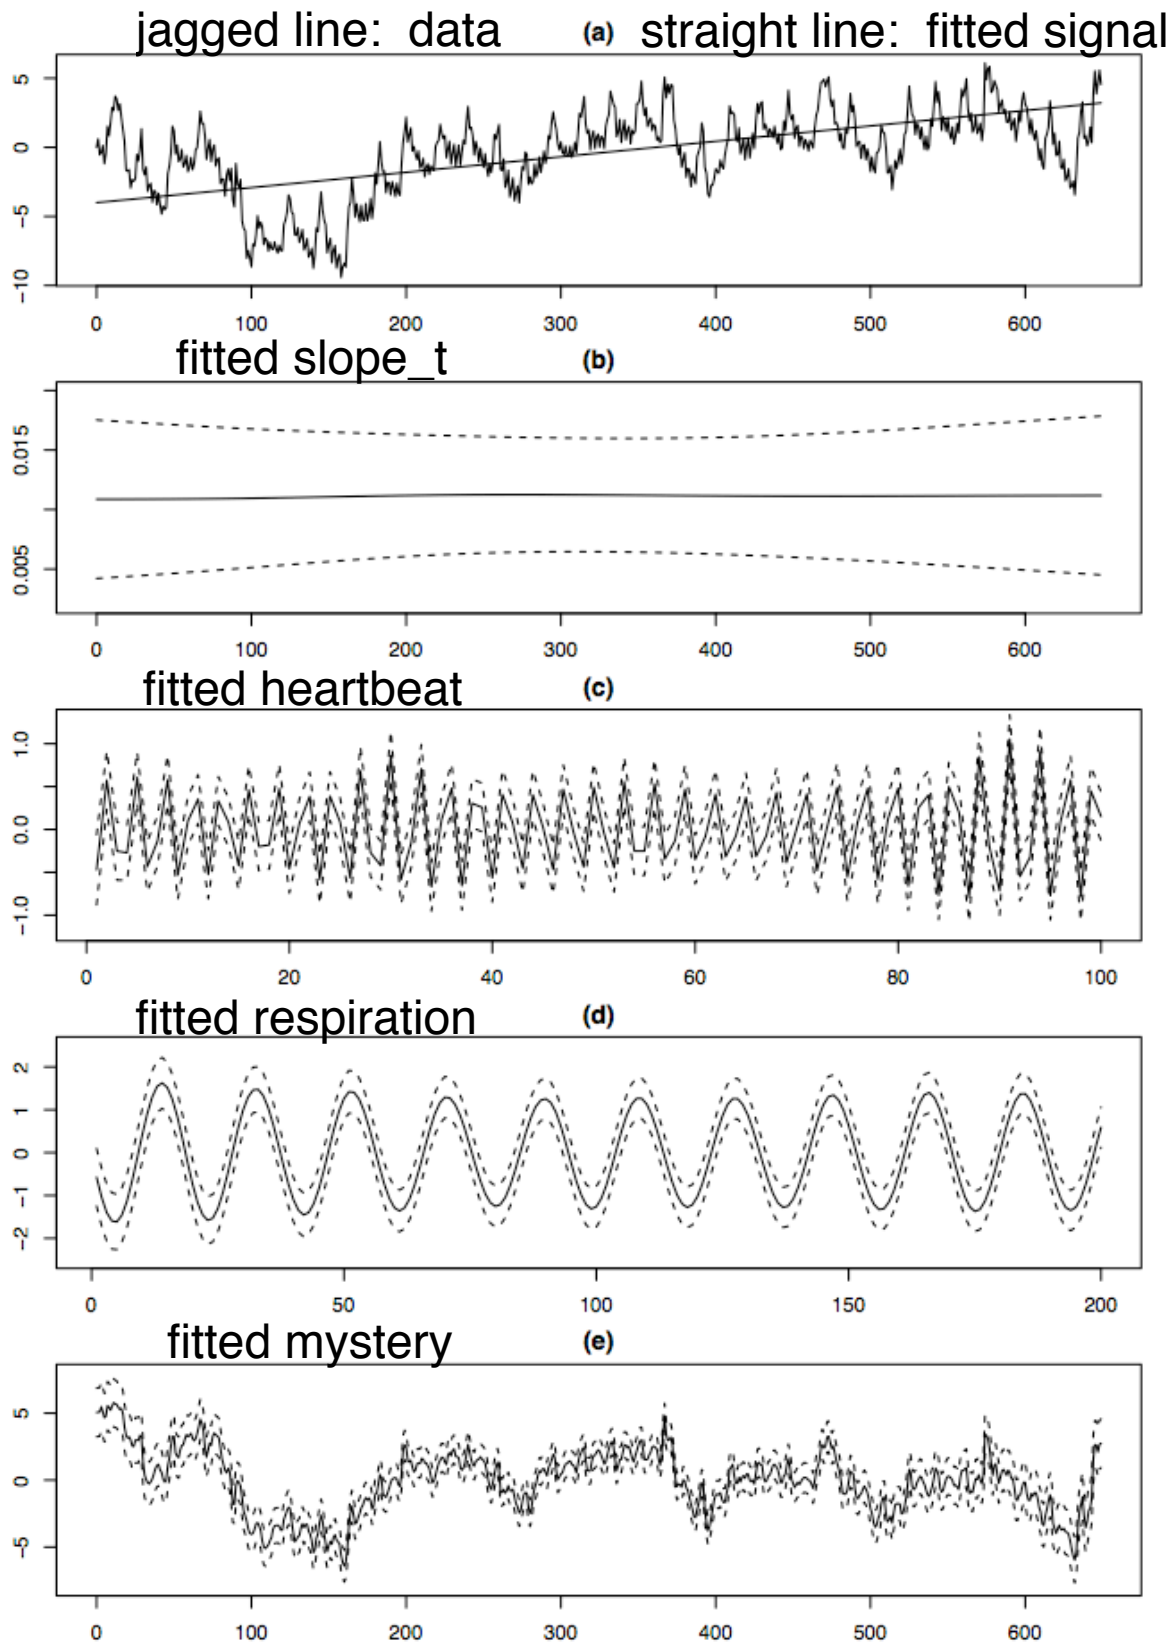 jagged line: data (a) straight line: fitted signal
5
0
−5
−10
0 100 200 300 400 500 600
fitted slope_t (b)
0.015
0.005
0 100 200 300 400 500 600
fitted heartbeat (c)
1.0
0.0
−1.0
0 20 40 60 80 100
fitted respiration (d)
2
1
0
−1
−2
0 50 100 150 200
fitted mystery (e)
5
0
−5
0 100 200 300 400 500 600